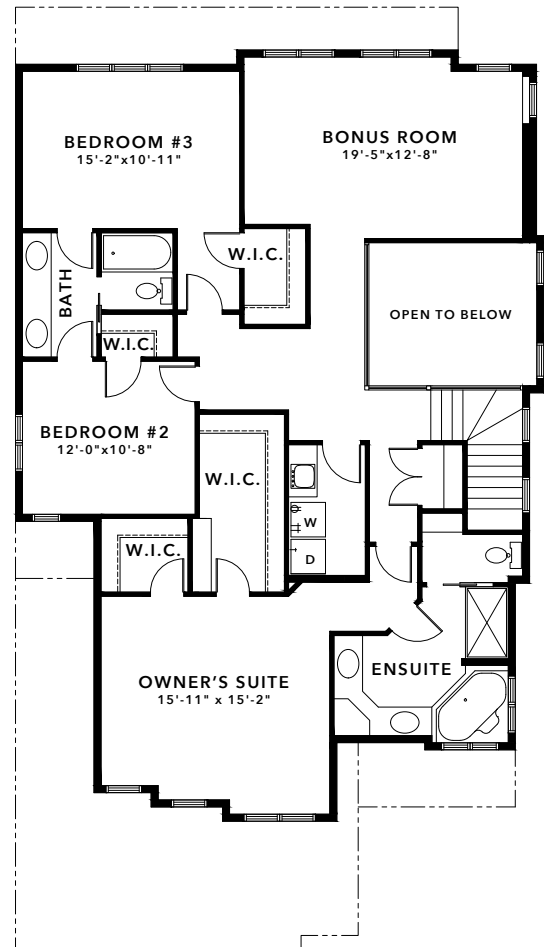 BEDROOM #3
15'-2"x10'-11"
BONUS ROOM
19'-5"x12'-8"
W.I.C.
BATH
OPEN TO BELOW
W.I.C.
BEDROOM #2
12'-0"x10'-8"
W.I.C.
W
W.I.C.
D
ENSUITE
OWNER'S SUITE
15'-11" x 15'-2"